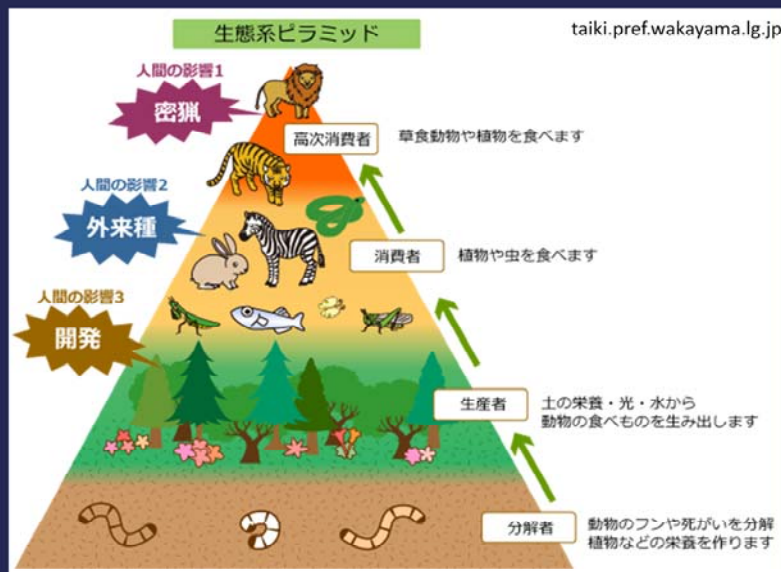 生態系ピラミッド
taiki.pref.wakayama.lg.jp
人間の影響1
密猟
高次消費者
草食動物や植物を食べます
人間の影響2
外来種
消費者
植物や虫を食べます
人間の影響3
開発
生産者
土の栄養・光・水から
動物の食べものを生み出します
分解者
動物のフンや死がいを分解
植物などの栄養を作ります